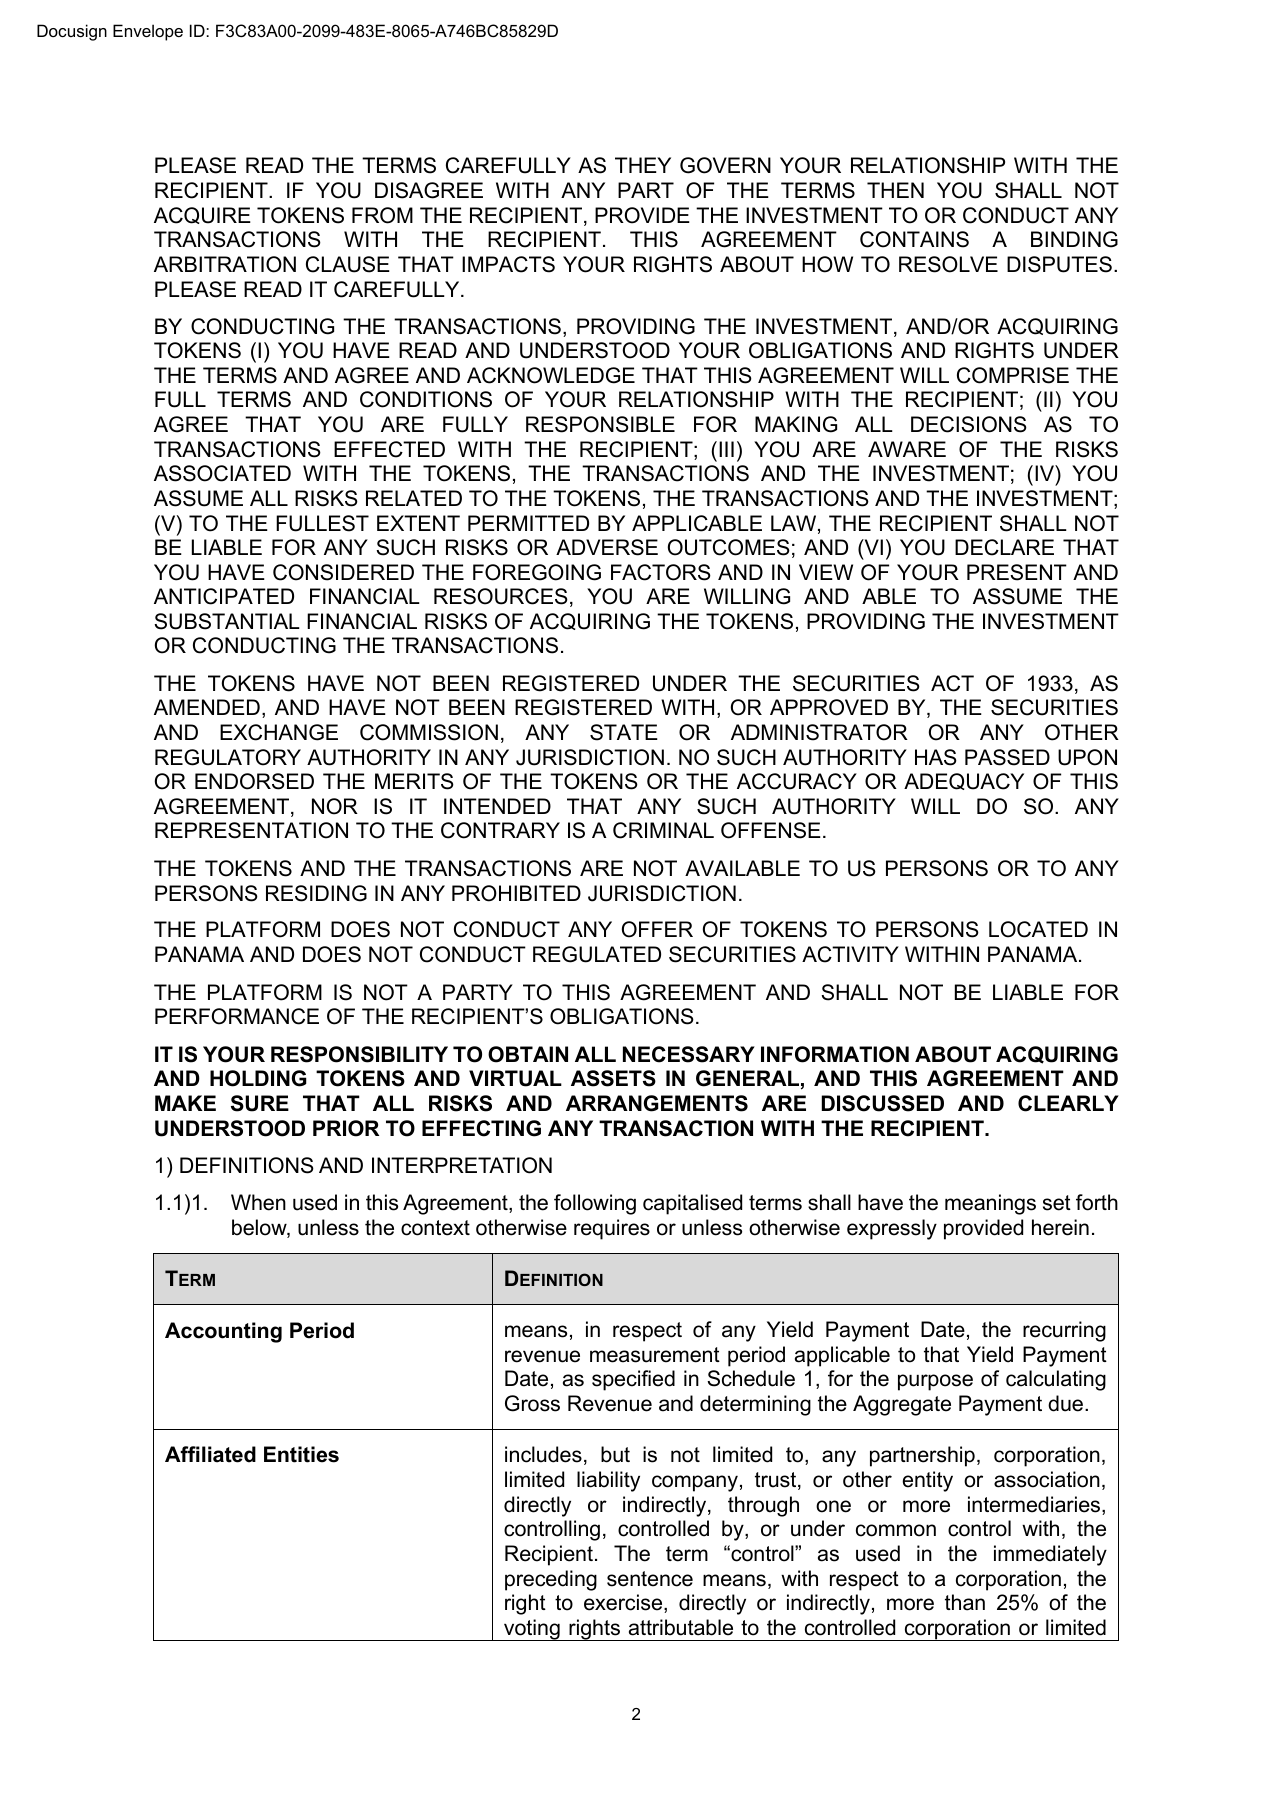 Docusign Envelope ID: F3C83A00-2099-483E-8065-A746BC85829D
PLEASE READ THE TERMS CAREFULLY AS THEY GOVERN YOUR RELATIONSHIP WITH THE
RECIPIENT. IF YOU DISAGREE WITH ANY PART OF THE TERMS THEN YOU SHALL NOT
ACQUIRE TOKENS FROM THE RECIPIENT, PROVIDE THE INVESTMENT TO OR CONDUCT ANY
TRANSACTIONS WITH THE RECIPIENT. THIS AGREEMENT CONTAINS A BINDING
ARBITRATION CLAUSE THAT IMPACTS YOUR RIGHTS ABOUT HOW TO RESOLVE DISPUTES.
PLEASE READ IT CAREFULLY.
BY CONDUCTING THE TRANSACTIONS, PROVIDING THE INVESTMENT, AND/OR ACQUIRING
TOKENS (I) YOU HAVE READ AND UNDERSTOOD YOUR OBLIGATIONS AND RIGHTS UNDER
THE TERMS AND AGREE AND ACKNOWLEDGE THAT THIS AGREEMENT WILL COMPRISE THE
FULL TERMS AND CONDITIONS OF YOUR RELATIONSHIP WITH THE RECIPIENT; (II) YOU
AGREE THAT YOU ARE FULLY RESPONSIBLE FOR MAKING ALL DECISIONS AS TO
TRANSACTIONS EFFECTED WITH THE RECIPIENT; (III) YOU ARE AWARE OF THE RISKS
ASSOCIATED WITH THE TOKENS, THE TRANSACTIONS AND THE INVESTMENT; (IV) YOU
ASSUME ALL RISKS RELATED TO THE TOKENS, THE TRANSACTIONS AND THE INVESTMENT;
(V) TO THE FULLEST EXTENT PERMITTED BY APPLICABLE LAW, THE RECIPIENT SHALL NOT
BE LIABLE FOR ANY SUCH RISKS OR ADVERSE OUTCOMES; AND (VI) YOU DECLARE THAT
YOU HAVE CONSIDERED THE FOREGOING FACTORS AND IN VIEW OF YOUR PRESENT AND
ANTICIPATED FINANCIAL RESOURCES, YOU ARE WILLING AND ABLE TO ASSUME THE
SUBSTANTIAL FINANCIAL RISKS OF ACQUIRING THE TOKENS, PROVIDING THE INVESTMENT
OR CONDUCTING THE TRANSACTIONS.
THE TOKENS HAVE NOT BEEN REGISTERED UNDER THE SECURITIES ACT OF 1933, AS
AMENDED, AND HAVE NOT BEEN REGISTERED WITH, OR APPROVED BY, THE SECURITIES
AND EXCHANGE COMMISSION, ANY STATE OR ADMINISTRATOR OR ANY OTHER
REGULATORY AUTHORITY IN ANY JURISDICTION. NO SUCH AUTHORITY HAS PASSED UPON
OR ENDORSED THE MERITS OF THE TOKENS OR THE ACCURACY OR ADEQUACY OF THIS
AGREEMENT, NOR IS IT INTENDED THAT ANY SUCH AUTHORITY WILL DO SO. ANY
REPRESENTATION TO THE CONTRARY IS A CRIMINAL OFFENSE.
THE TOKENS AND THE TRANSACTIONS ARE NOT AVAILABLE TO US PERSONS OR TO ANY
PERSONS RESIDING IN ANY PROHIBITED JURISDICTION.
THE PLATFORM DOES NOT CONDUCT ANY OFFER OF TOKENS TO PERSONS LOCATED IN
PANAMA AND DOES NOT CONDUCT REGULATED SECURITIES ACTIVITY WITHIN PANAMA.
THE PLATFORM IS NOT A PARTY TO THIS AGREEMENT AND SHALL NOT BE LIABLE FOR
PERFORMANCE OF THE RECIPIENT’S OBLIGATIONS.
IT IS YOUR RESPONSIBILITY TO OBTAIN ALL NECESSARY INFORMATION ABOUT ACQUIRING
AND HOLDING TOKENS AND VIRTUAL ASSETS IN GENERAL, AND THIS AGREEMENT AND
MAKE SURE THAT ALL RISKS AND ARRANGEMENTS ARE DISCUSSED AND CLEARLY
UNDERSTOOD PRIOR TO EFFECTING ANY TRANSACTION WITH THE RECIPIENT.
1) DEFINITIONS AND INTERPRETATION
1.1)1. When used in this Agreement, the following capitalised terms shall have the meanings set forth
below, unless the context otherwise requires or unless otherwise expressly provided herein.
TERM
DEFINITION
Accounting Period
means, in respect of any Yield Payment Date, the recurring
revenue measurement period applicable to that Yield Payment
Date, as specified in Schedule 1, for the purpose of calculating
Gross Revenue and determining the Aggregate Payment due.
Affiliated Entities
includes, but is not limited to, any partnership, corporation,
limited liability company, trust, or other entity or association,
directly or indirectly, through one or more intermediaries,
controlling, controlled by, or under common control with, the
Recipient. The term “control” as used in the immediately
preceding sentence means, with respect to a corporation, the
right to exercise, directly or indirectly, more than 25% of the
voting rights attributable to the controlled corporation or limited
2